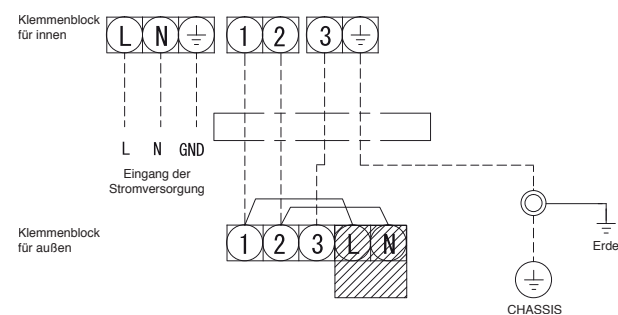 Klemmenblock
für innen
L N 1 2 3
L N GND
Eingang der
Stromversorgung
Klemmenblock
für außen
1 2 3 L N
Erde
CHASSIS